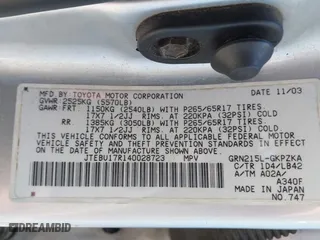 MFD. BY TOYOTA MOTOR CORPORATION DATE 11/03
GVWR 2525KG (5570LB)
GAWR FRT 1150KG (2540LB) WITH P265/65R17 TIRES.
17X7 1/2JJ RIMS, AT 220KPA (32PSI) COLD
RR 1385KG (3050LB) WITH P265/65R17 TIRES.
17X7 1/2JJ RIMS, AT 220KPA (32PSI) COLD
THIS VEHICLE CONFORMS TO ALL APPLICABLE FEDERAL MOTOR
VEHICLE SAFETY, BUMPER, AND THEFT PREVENTION STANDARDS IN
EFFECT ON THE DATE OF MANUFACTURE SHOWN ABOVE.
JTEBU17R140028723 MPV GRN215L-GKPZKA
C/TR 1D4/LB42
A/TM A02A/
A340F
MADE IN JAPAN
NO.747
DREAMEBID